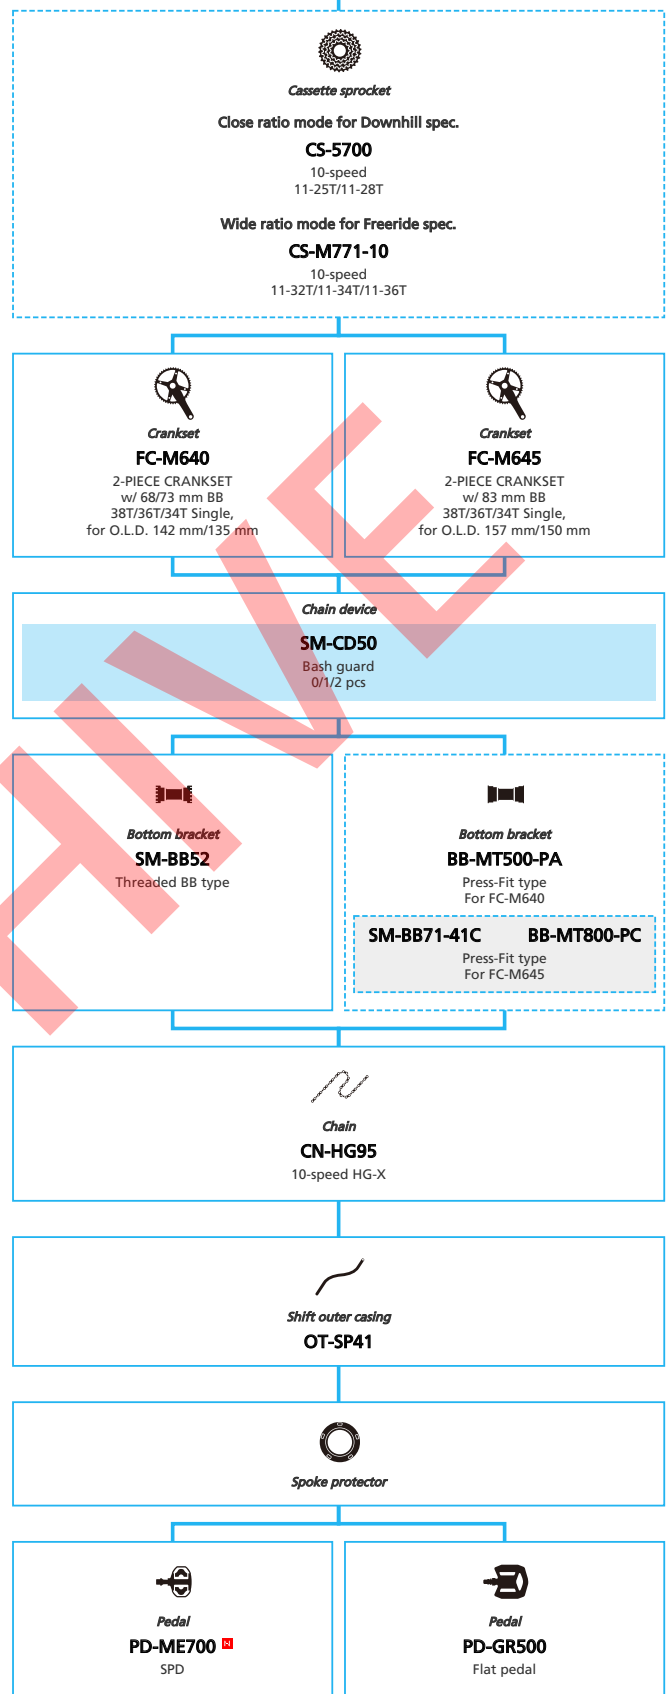 Cassette sprocket
Close ratio mode for Downhill spec.
CS-5700
10-speed
11-25T/11-28T
Wide ratio mode for Freeride spec.
CS-M771-10
10-speed
11-32T/11-34T/11-36T
Crankset
FC-M640
2-PIECE CRANKSET
w/ 68/73 mm BB
38T/36T/34T Single,
for O.L.D. 142 mm/135 mm
Crankset
FC-M645
2-PIECE CRANKSET
w/ 83 mm BB
38T/36T/34T Single,
for O.L.D. 157 mm/150 mm
Chain device
SM-CD50
Bash guard
0/1/2 pcs
Bottom bracket
SM-BB52
Threaded BB type
Bottom bracket
BB-MT500-PA
Press-Fit type
For FC-M640
SM-BB71-41C BB-MT800-PC
Press-Fit type
For FC-M645
Chain
CN-HG95
10-speed HG-X
Shift outer casing
OT-SP41
Spoke protector
Pedal
PD-ME700 N
SPD
Pedal
PD-GR500
Flat pedal
HIVE